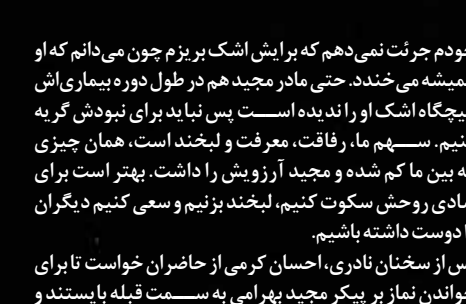 خودم جرئت نمی‌دهم که برایش اشک بریزم چون می‌دانم که او
همیشه می‌خندد. حتی مادر مجید هم در طول دوره بیماری‌اش
هیچگاه اشک او را ندیده است پس نباید برای نبودش گریه
کنیم. سهم ما، رفاقت، معرفت و لبخند است، همان چیزی
که بین ما کم شده و مجید آرزویش را داشت. بهتر است برای
شادی روحش سکوت کنیم، لبخند بزنیم و سعی کنیم دیگران
را دوست داشته باشیم.
پس از سخنان نادری، احسان کرمی از حاضران خواست تا برای
خواندن نماز بر پیکر مجید بهرامی به سمت قبله بایستند و